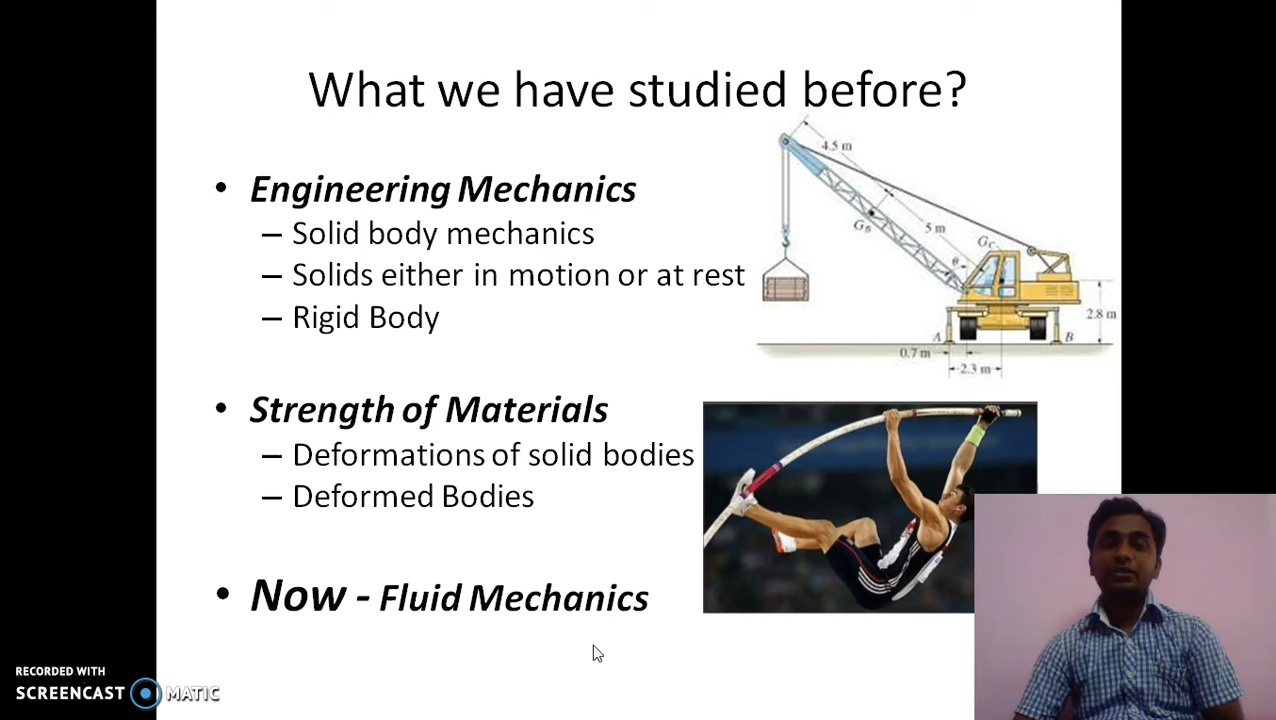 What we have studied before?
• Engineering Mechanics
– Solid body mechanics
– Solids either in motion or at rest
– Rigid Body
• Strength of Materials
– Deformations of solid bodies
– Deformed Bodies
• Now - Fluid Mechanics
4.5 m
5 m
GB
GC
θ
2.8 m
A
B
0.7 m
2.3 m
RECORDED WITH
SCREENCAST MATIC